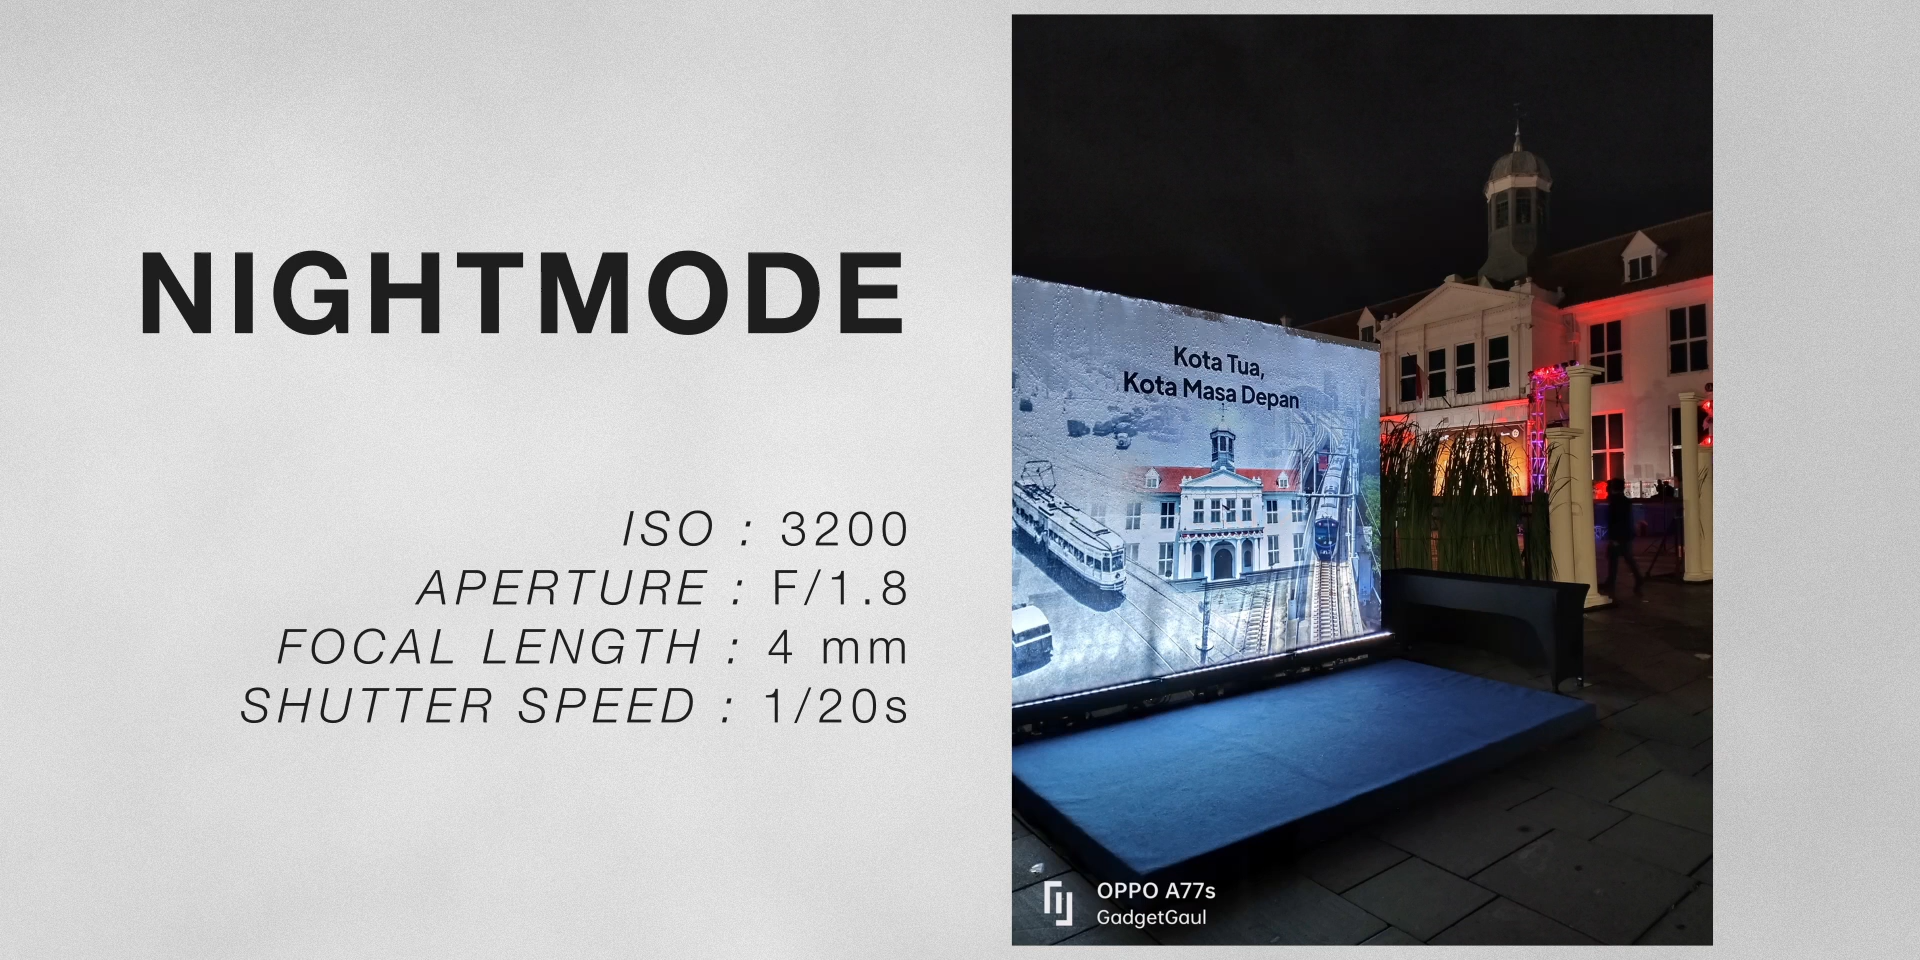 NIGHTMODE
ISO : 3200
APERTURE : F/1.8
FOCAL LENGTH : 4 mm
SHUTTER SPEED : 1/20s
Kota Tua,
Kota Masa Depan
OPPO A77s
GadgetGaul